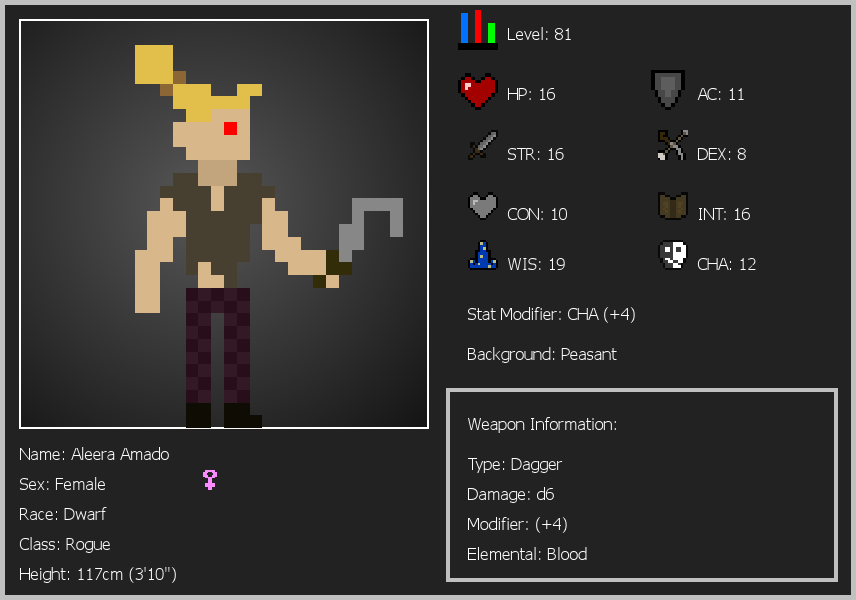 Level: 81
HP: 16
AC: 11
STR: 16
DEX: 8
CON: 10
INT: 16
WIS: 19
CHA: 12
Stat Modifier: CHA (+4)
Background: Peasant
Weapon Information:
Type: Dagger
Damage: d6
Modifier: (+4)
Elemental: Blood
Name: Aleera Amado
Sex: Female
Race: Dwarf
Class: Rogue
Height: 117cm (3'10")